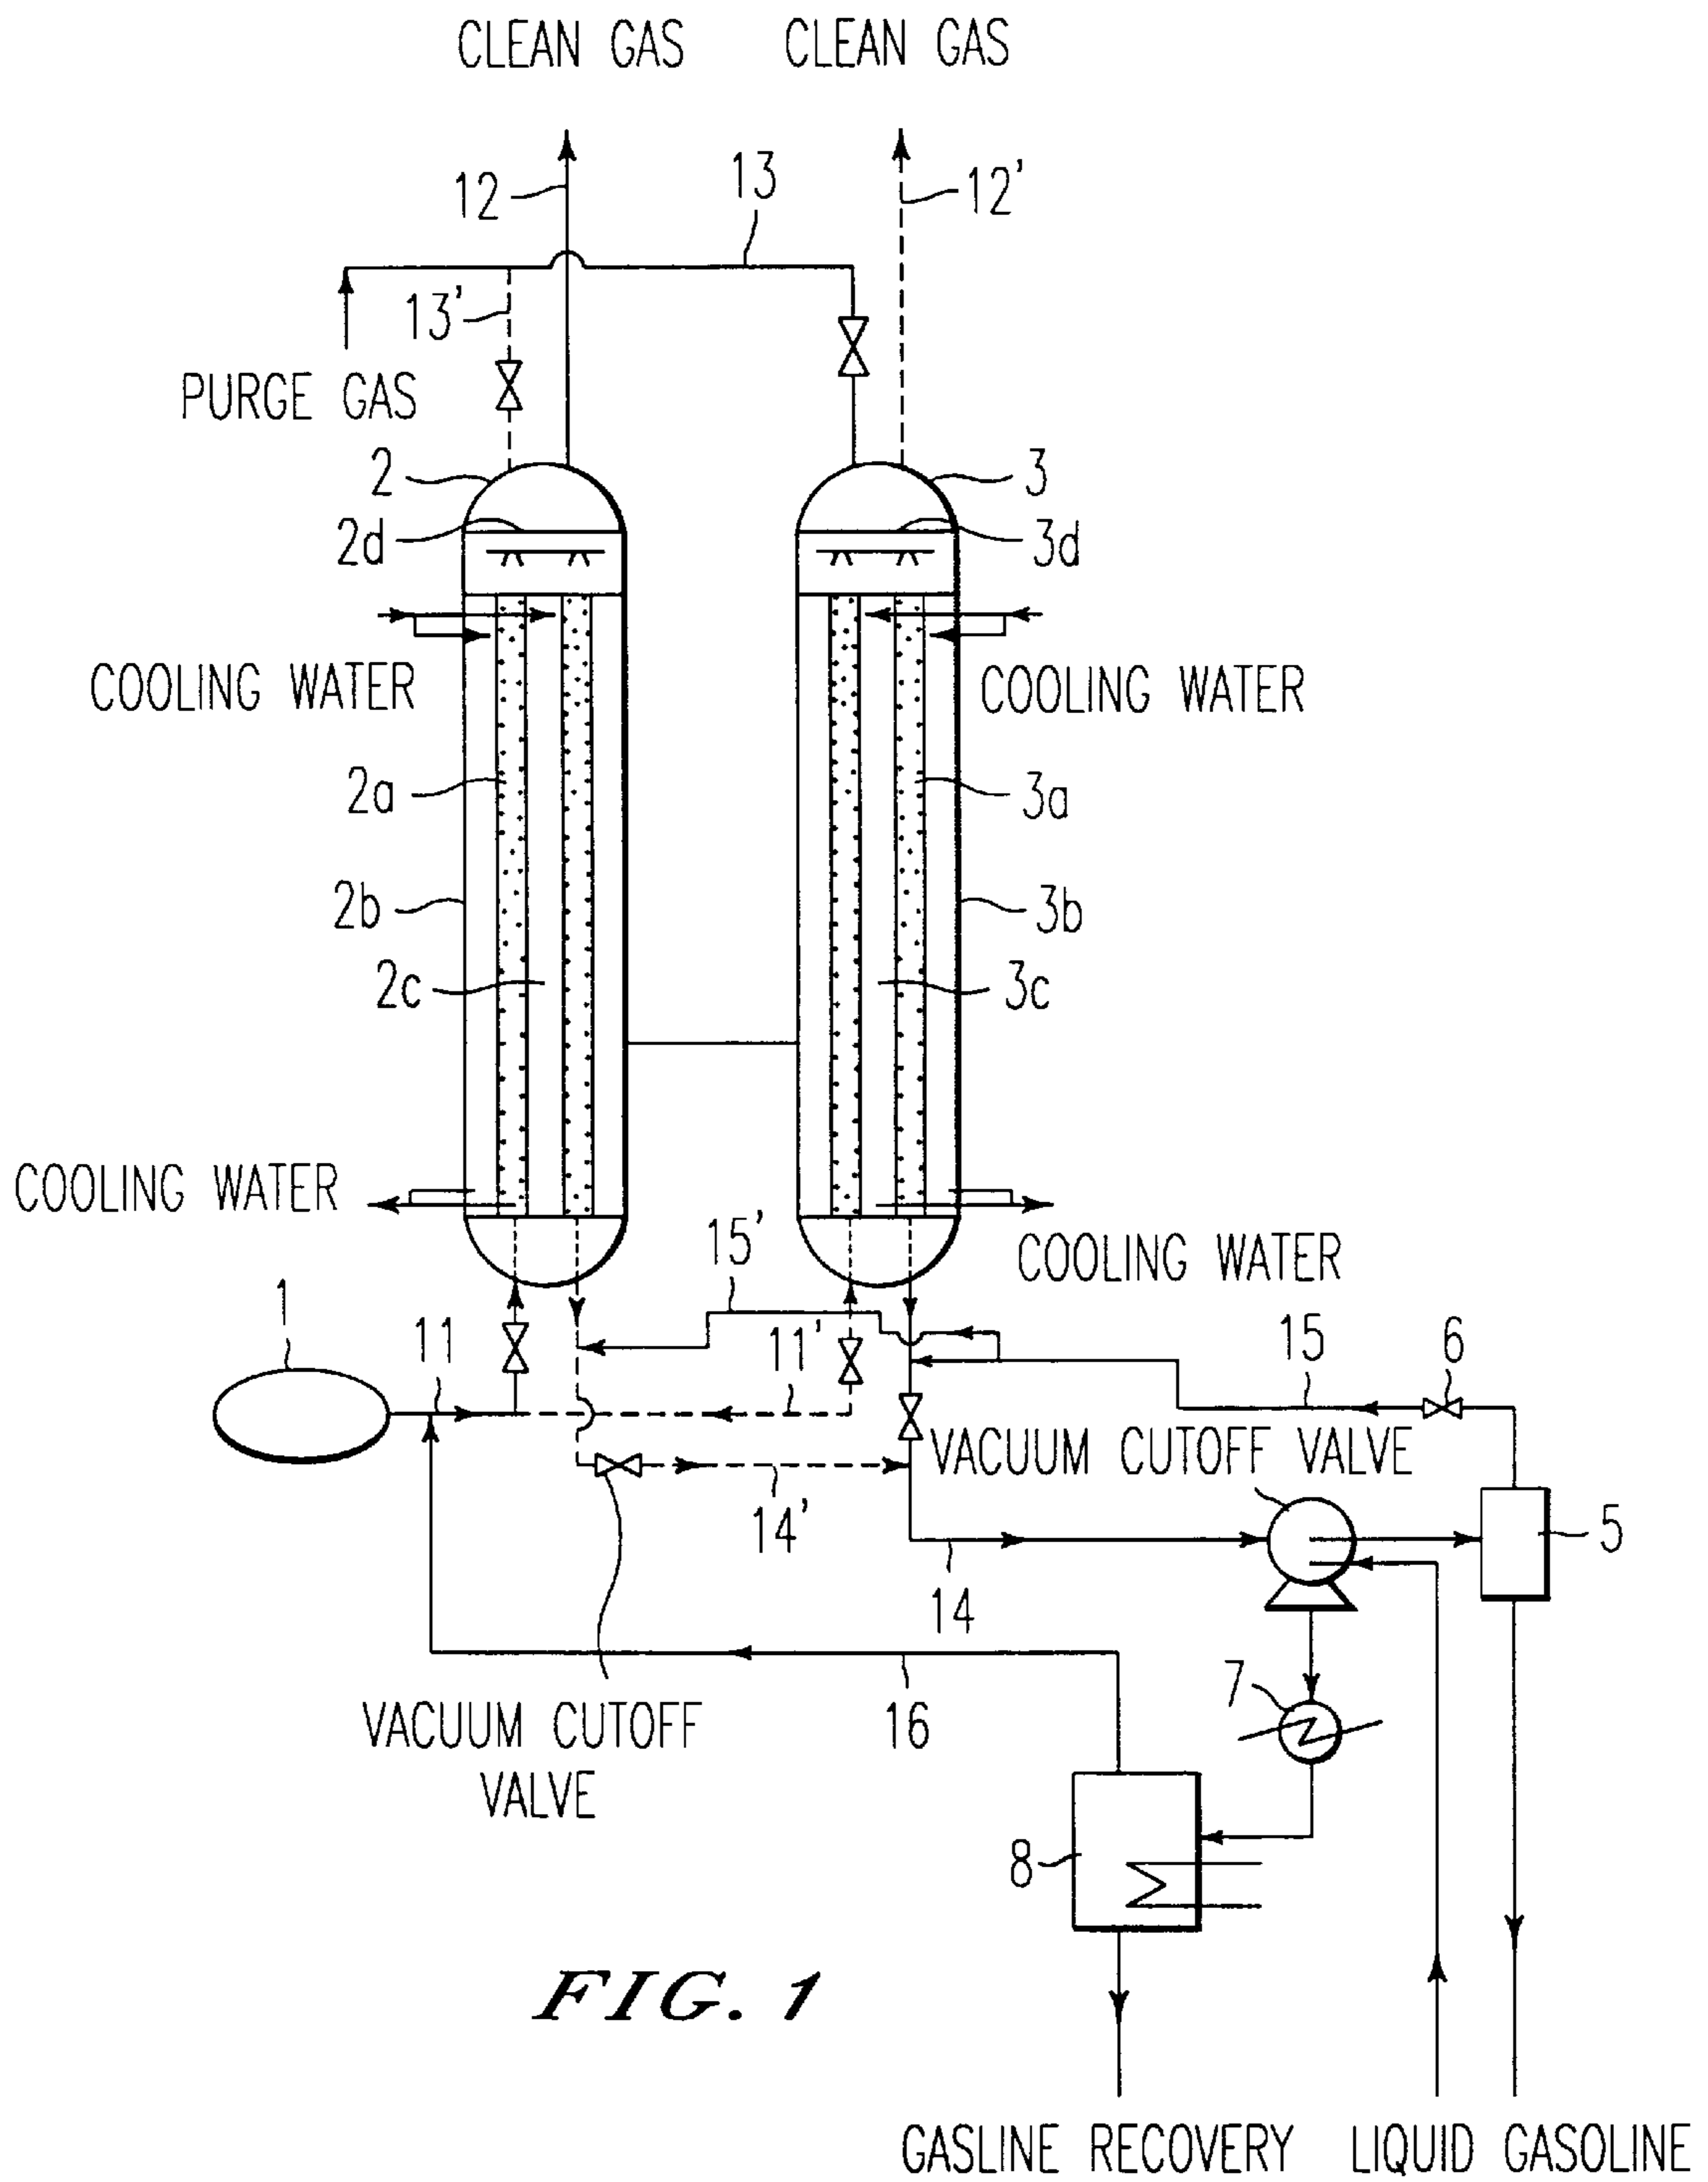 CLEAN GAS
CLEAN GAS
12
13
12'
13'
PURGE GAS
2
3
2d
3d
COOLING WATER
COOLING WATER
2a
3a
2b
3b
2c
3c
COOLING WATER
15'
COOLING WATER
1
11
11'
15
6
VACUUM CUTOFF VALVE
14'
5
14
16
7
VACUUM CUTOFF
VALVE
8
FIG. 1
GASLINE RECOVERY
LIQUID GASOLINE